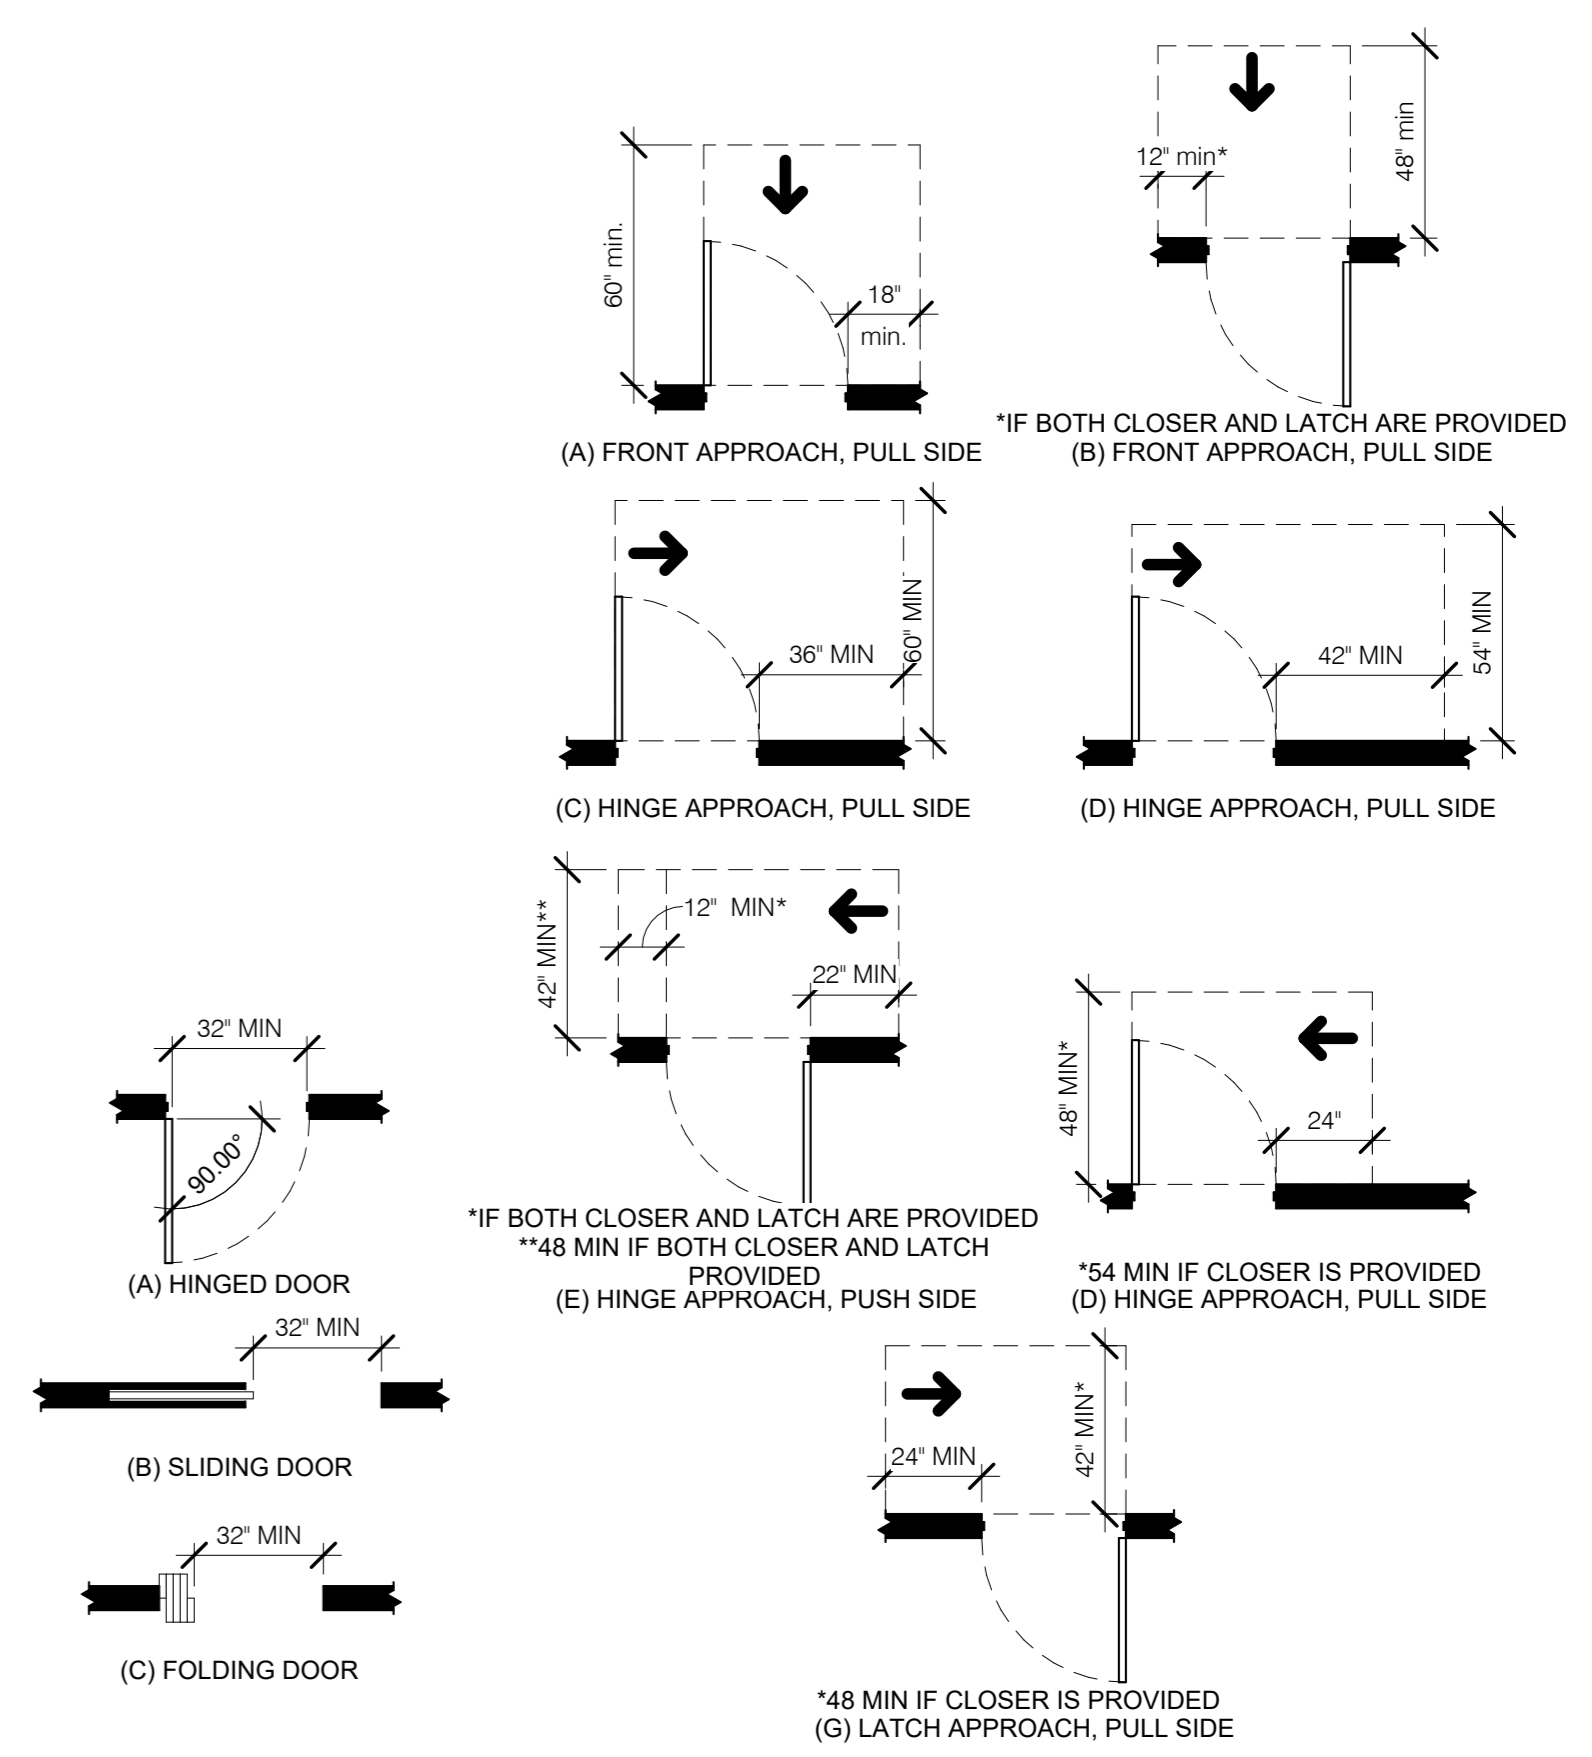 48" min
12" min*
60" min.
18"
min.
*IF BOTH CLOSER AND LATCH ARE PROVIDED
(A) FRONT APPROACH, PULL SIDE
(B) FRONT APPROACH, PULL SIDE
60" MIN
36" MIN
54" MIN
42" MIN
(C) HINGE APPROACH, PULL SIDE
(D) HINGE APPROACH, PULL SIDE
42" MIN**
12" MIN*
22" MIN
*IF BOTH CLOSER AND LATCH ARE PROVIDED
**48 MIN IF BOTH CLOSER AND LATCH
PROVIDED
(E) HINGE APPROACH, PUSH SIDE
48" MIN*
24"
*54 MIN IF CLOSER IS PROVIDED
(D) HINGE APPROACH, PULL SIDE
32" MIN
90.00°
(A) HINGED DOOR
32" MIN
(B) SLIDING DOOR
32" MIN
(C) FOLDING DOOR
42" MIN*
24" MIN
*48 MIN IF CLOSER IS PROVIDED
(G) LATCH APPROACH, PULL SIDE